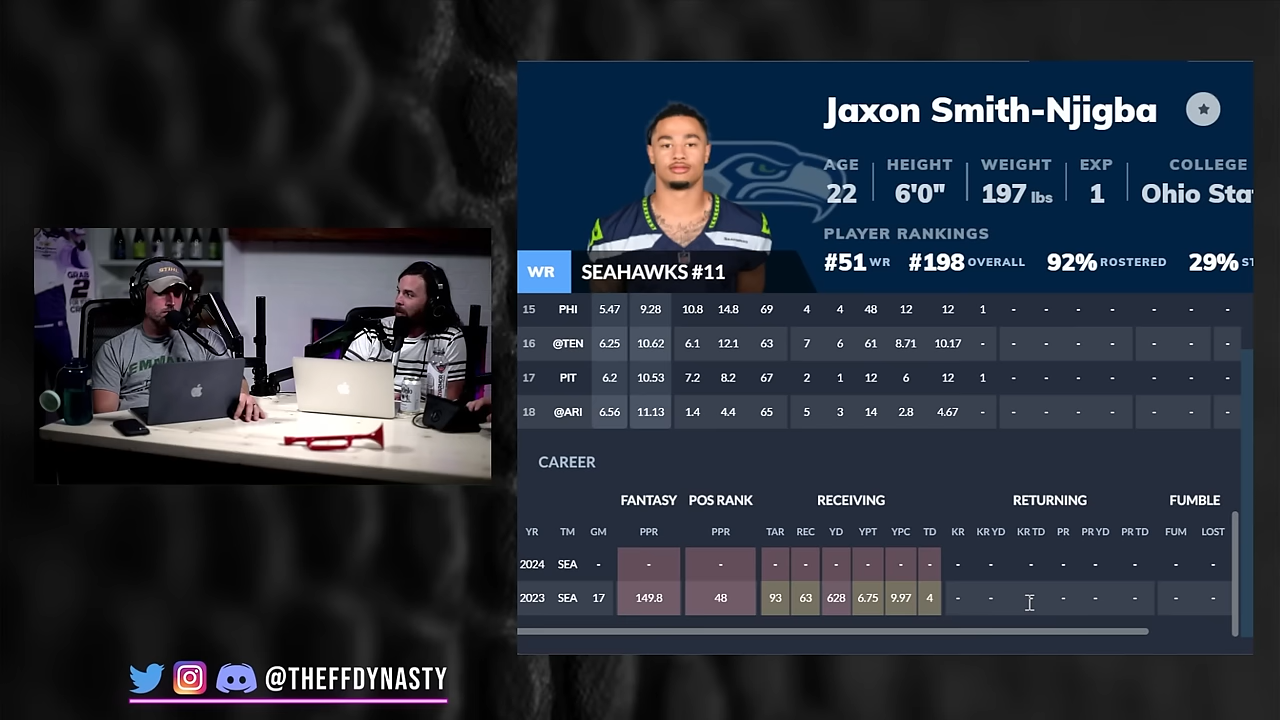 Jaxon Smith-Njigba
AGE HEIGHT WEIGHT EXP COLLEGE
22 6'0" 197 lbs 1 Ohio Sta
PLAYER RANKINGS
#51 WR #198 OVERALL 92% ROSTERED 29% ST
WR SEAHAWKS #11
15 PHI 5.47 9.28 10.8 14.8 69 4 4 48 12 12 1 - - - - - - -
16 @TEN 6.25 10.62 6.1 12.1 63 7 6 61 8.71 10.17 - - - - - - - -
17 PIT 6.2 10.53 7.2 8.2 67 2 1 12 6 12 1 - - - - - - -
18 @ARI 6.56 11.13 1.4 4.4 65 5 3 14 2.8 4.67 - - - - - - - -
CAREER
FANTASY POS RANK RECEIVING RETURNING FUMBLE
YR TM GM PPR PPR TAR REC YD YPT YPC TD KR KR YD KR TD PR PR YD PR TD FUM LOST
2024 SEA - - - - - - - - - - - - - - - - -
2023 SEA 17 149.8 48 93 63 628 6.75 9.97 4 - - - - - - - -
GRAB
2
@THEFFDYNASTY